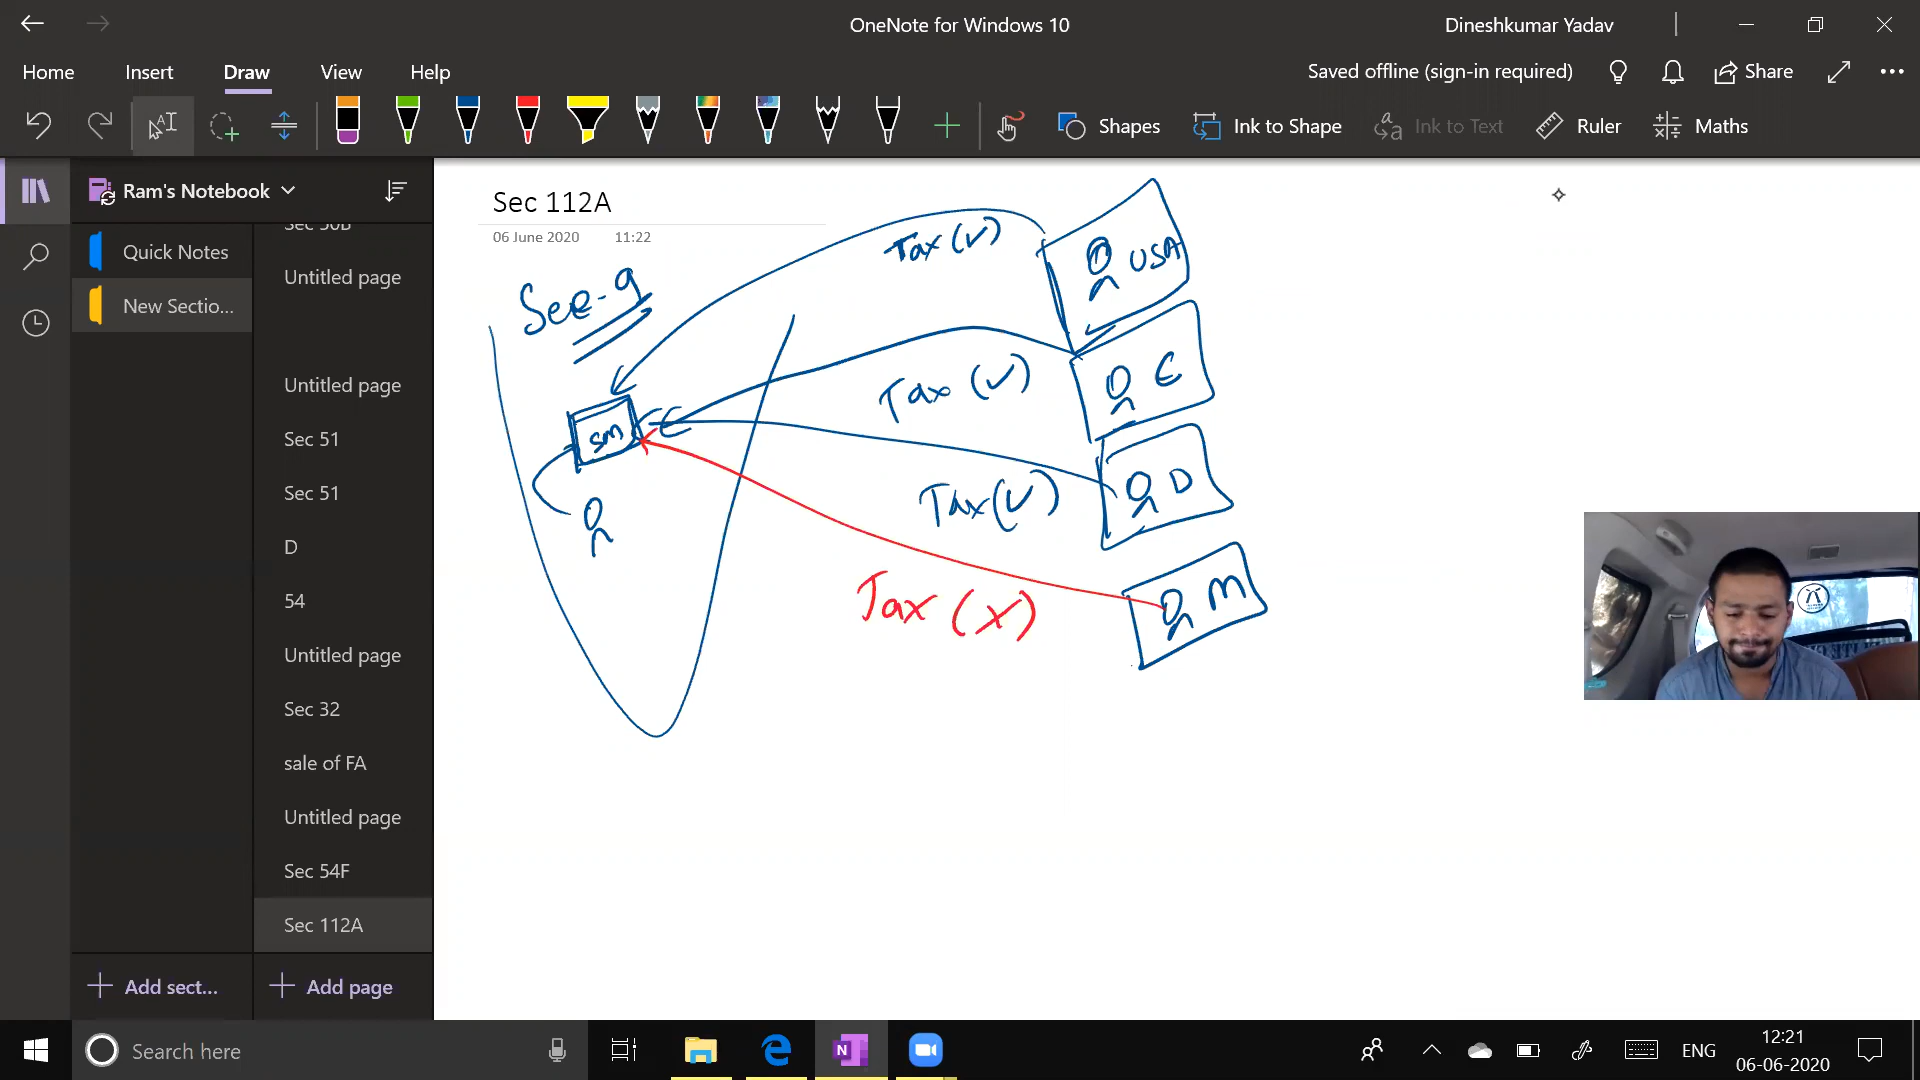 OneNote for Windows 10
Dineshkumar Yadav
Home
Insert
Draw
View
Help
Saved offline (sign-in required)
Share
Shapes
Ink to Shape
Ink to Text
Ruler
Maths
Ram's Notebook
Quick Notes
New Sectio...
Sec 50B
Untitled page
Untitled page
Sec 51
Sec 51
D
54
Untitled page
Sec 32
sale of FA
Untitled page
Sec 54F
Sec 112A
Add sect...
Add page
Sec 112A
06 June 2020 11:22
Sec-9
Tax (✓)
USA
Tax (✓)
E
SM
Tax (✓)
D
Tax (X)
M
Search here
ENG
12:21
06-06-2020